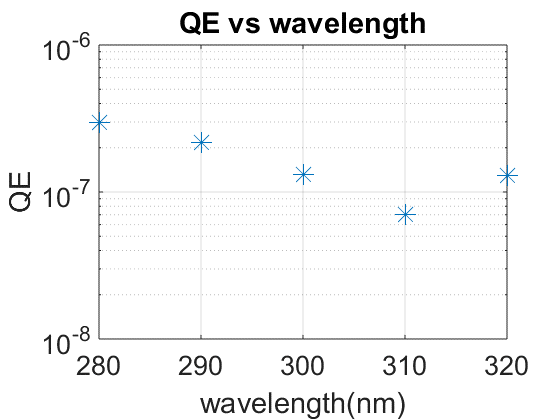 QE vs wavelength
10^-6
10^-7
10^-8
QE
280 290 300 310 320
wavelength(nm)